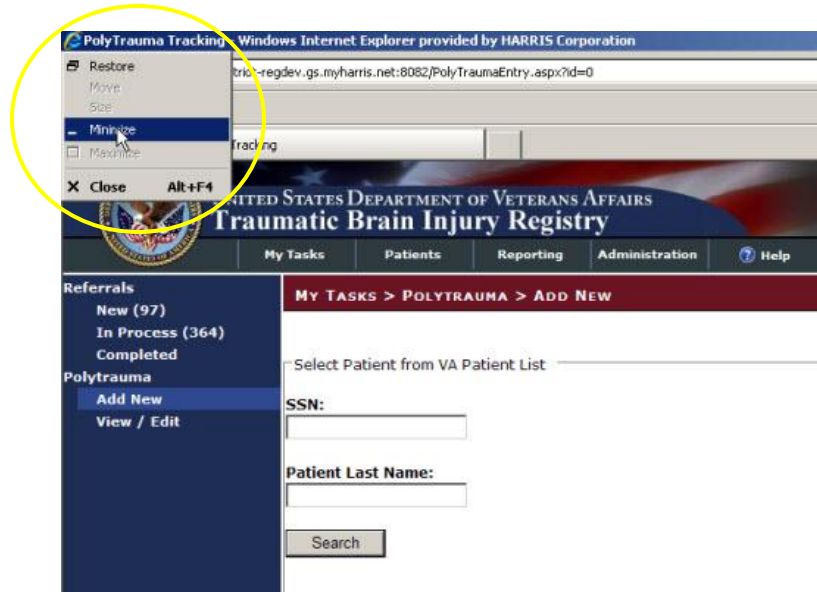 PolyTrauma Tracking - Windows Internet Explorer provided by HARRIS Corporation
Restore
Move
Size
Minimize
Maximize
Close Alt+F4
trict-regdev.gs.myharris.net:8082/PolyTraumaEntry.aspx?id=0
Tracking
UNITED STATES DEPARTMENT OF VETERANS AFFAIRS
Traumatic Brain Injury Registry
My Tasks Patients Reporting Administration ? Help
Referrals
New (97)
In Process (364)
Completed
Polytrauma
Add New
View / Edit
MY TASKS > POLYTRAUMA > ADD NEW
Select Patient from VA Patient List
SSN:
Patient Last Name:
Search